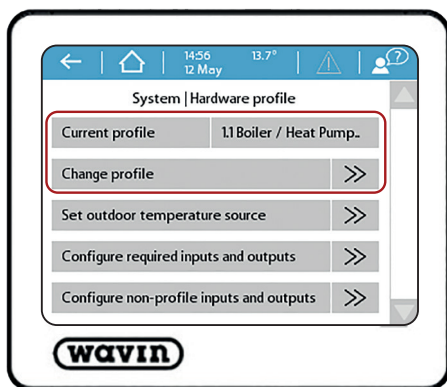 14:56 13.7°
12 May
?
System | Hardware profile
Current profile 1.1 Boiler / Heat Pump..
Change profile
Set outdoor temperature source
Configure required inputs and outputs
Configure non-profile inputs and outputs
wavin